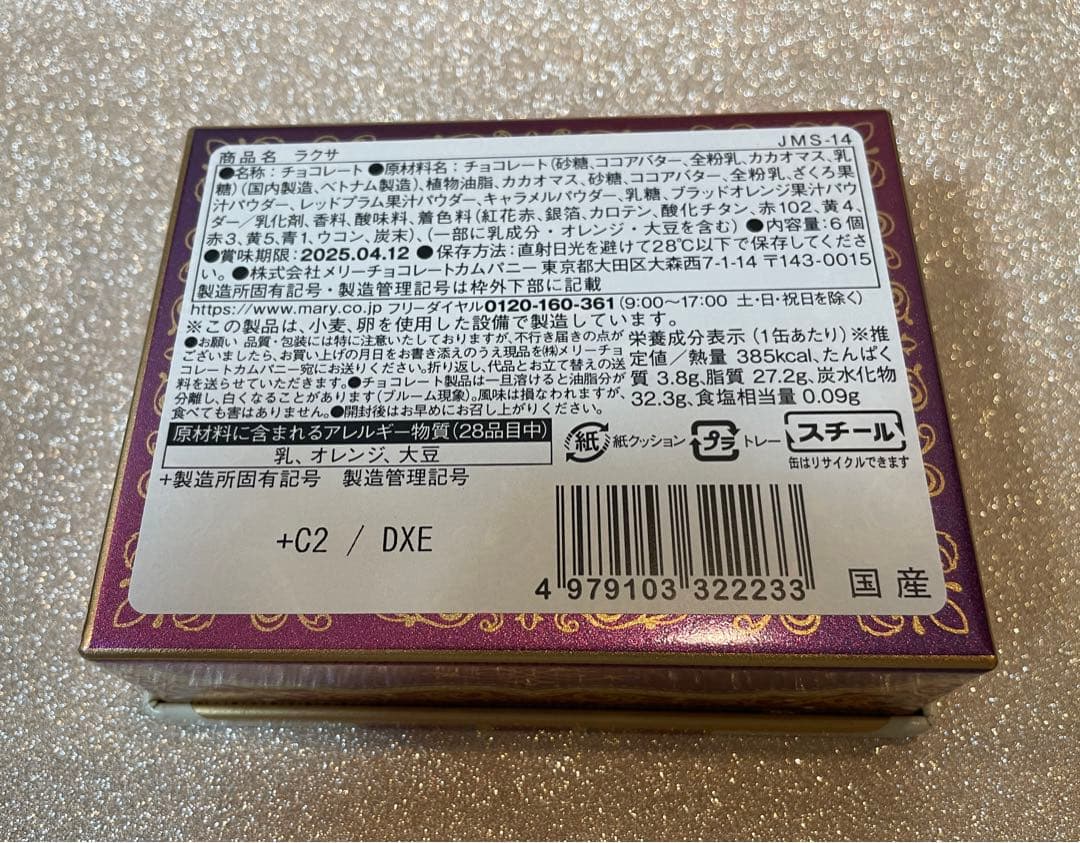 JMS-14
商品名 ラクサ
●名称：チョコレート ●原材料名：チョコレート(砂糖、ココアバター、全粉乳、カカオマス、乳
糖)(国内製造、ベトナム製造)、植物油脂、カカオマス、砂糖、ココアバター、全粉乳、ざくろ果
汁パウダー、レッドプラム果汁パウダー、キャラメルパウダー、乳糖、ブラッドオレンジ果汁パウ
ダー/乳化剤、香料、酸味料、着色料(紅花赤、銀箔、カロテン、酸化チタン、赤102、黄4、
赤3、黄5、青1、ウコン、炭末)、(一部に乳成分・オレンジ・大豆を含む) ●内容量：6個
●賞味期限：2025.04.12 ●保存方法：直射日光を避けて28℃以下で保存してくださ
い。●株式会社メリーチョコレートカムパニー 東京都大田区大森西7-1-14 〒143-0015
製造所固有記号・製造管理記号は枠外下部に記載
https://www.mary.co.jp フリーダイヤル0120-160-361(9:00〜17:00 土・日・祝日を除く)
※この製品は、小麦、卵を使用した設備で製造しています。
●お願い 品質・包装には特に注意いたしておりますが、不行き届きの点が
ございましたら、お買い上げの月日をお書き添えのうえ現品を㈱メリーチョ
コレートカムパニー宛にお送りください。折り返し、代品とお立て替えの送
料を送らせていただきます。●チョコレート製品は一旦溶けると油脂分が
分離し、白くなることがあります(ブルーム現象)。風味は損なわれますが、
食べても害はありません。●開封後はお早めにお召し上がりください。
栄養成分表示 (1缶あたり)※推
定値/熱量 385kcal、たんぱく
質 3.8g、脂質 27.2g、炭水化物
32.3g、食塩相当量 0.09g
原材料に含まれるアレルギー物質(28品目中)
乳、オレンジ、大豆
紙 紙クッション プラ トレー スチール
缶はリサイクルできます
+製造所固有記号 製造管理記号
+C2 / DXE
4 979103 322233
国産